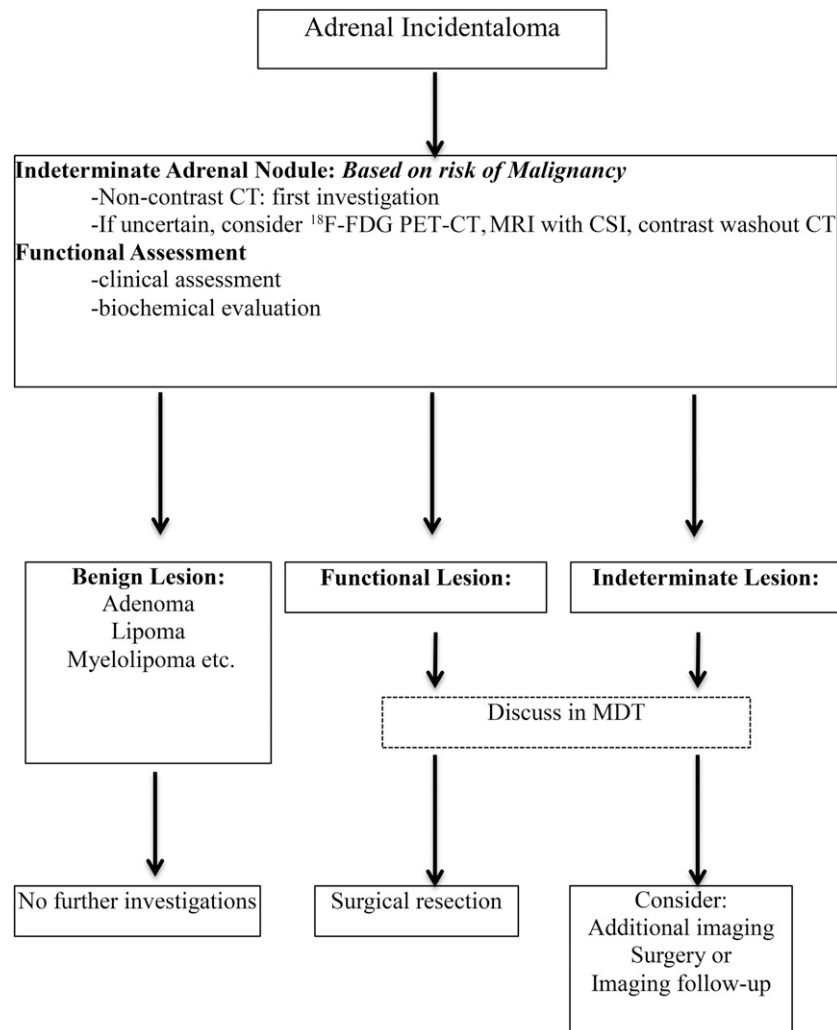 Adrenal Incidentaloma
Indeterminate Adrenal Nodule: Based on risk of Malignancy
-Non-contrast CT: first investigation
-If uncertain, consider ¹⁸F-FDG PET-CT, MRI with CSI, contrast washout CT
Functional Assessment
-clinical assessment
-biochemical evaluation
Benign Lesion:
Adenoma
Lipoma
Myelolipoma etc.
Functional Lesion:
Indeterminate Lesion:
Discuss in MDT
No further investigations
Surgical resection
Consider:
Additional imaging
Surgery or
Imaging follow-up